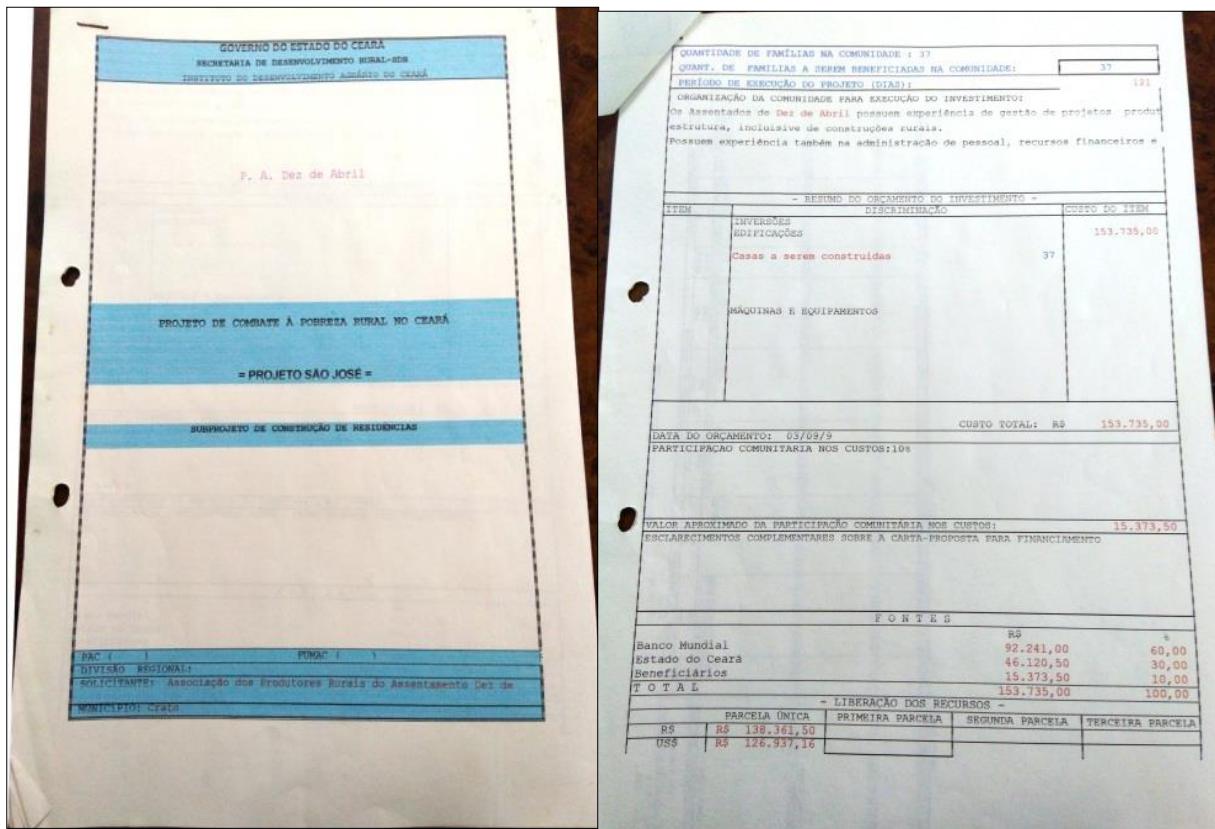 GOVERNO DO ESTADO DO CEARÁ
SECRETARIA DE DESENVOLVIMENTO RURAL-SDR
INSTITUTO DO DESENVOLVIMENTO AGRÁRIO DO CEARÁ
P. A. Dez de Abril
PROJETO DE COMBATE À POBREZA RURAL NO CEARÁ
= PROJETO SÃO JOSÉ =
SUBPROJETO DE CONSTRUÇÃO DE RESIDÊNCIAS
PAC ( ) FUMAC ( )
DIVISÃO REGIONAL:
SOLICITANTE: Associação dos Produtores Rurais do Assentamento Dez de
MUNICÍPIO: Crato
QUANTIDADE DE FAMÍLIAS NA COMUNIDADE : 37
QUANT. DE FAMILIAS A SEREM BENEFICIADAS NA COMUNIDADE: 37
PERÍODO DE EXECUÇÃO DO PROJETO (DIAS): 121
ORGANIZAÇÃO DA COMUNIDADE PARA EXECUÇÃO DO INVESTIMENTO:
Os Assentados de Dez de Abril possuem experiência de gestão de projetos produt
estrutura, incluisive de construções rurais.
Possuem experiência também na administração de pessoal, recursos financeiros e
- RESUMO DO ORÇAMENTO DO INVESTIMENTO -
ITEM DISCRIMINAÇÃO CUSTO DO ITEM
INVERSÕES
EDIFICAÇÕES 153.735,00
Casas a serem construidas 37
MÁQUINAS E EQUIPAMENTOS
CUSTO TOTAL: R$ 153.735,00
DATA DO ORÇAMENTO: 03/09/9
PARTICIPAÇÃO COMUNITARIA NOS CUSTOS:10%
VALOR APROXIMADO DA PARTICIPAÇÃO COMUNITÁRIA NOS CUSTOS: 15.373,50
ESCLARECIMENTOS COMPLEMENTARES SOBRE A CARTA-PROPOSTA PARA FINANCIAMENTO
F O N T E S
R$ %
Banco Mundial 92.241,00 60,00
Estado do Ceará 46.120,50 30,00
Beneficiários 15.373,50 10,00
T O T A L 153.735,00 100,00
- LIBERAÇÃO DOS RECURSOS -
PARCELA ÚNICA PRIMEIRA PARCELA SEGUNDA PARCELA TERCEIRA PARCELA
R$ R$ 138.361,50
US$ R$ 126.937,16